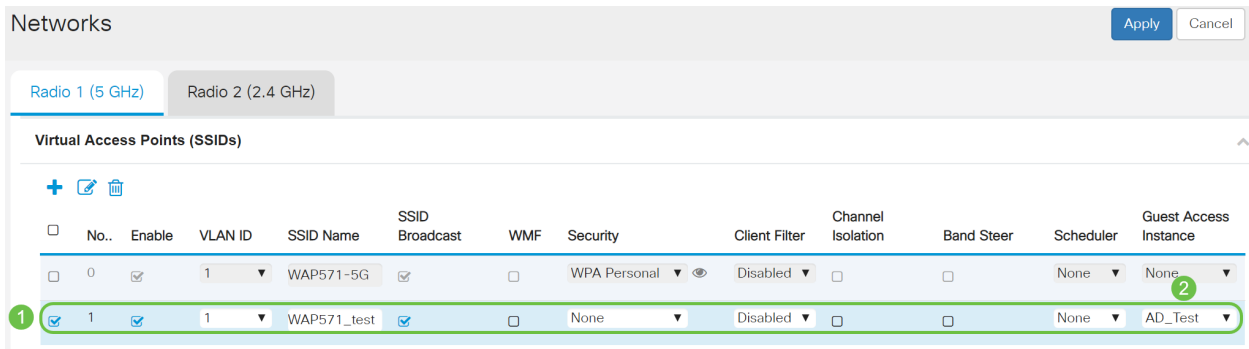 Networks
Apply Cancel
Radio 1 (5 GHz) Radio 2 (2.4 GHz)
Virtual Access Points (SSIDs)
No.. Enable VLAN ID SSID Name SSID Broadcast WMF Security Client Filter Channel Isolation Band Steer Scheduler Guest Access Instance
0 1 WAP571-5G WPA Personal Disabled None None
2
1 1 1 WAP571_test None Disabled None AD_Test